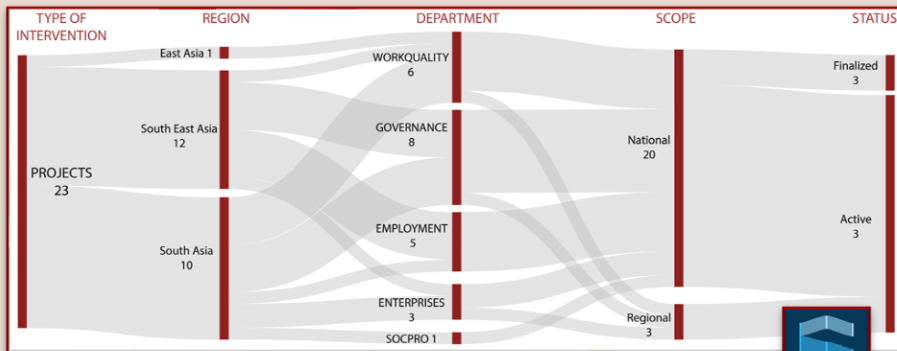 TYPE OF
INTERVENTION
REGION
DEPARTMENT
SCOPE
STATUS
PROJECTS
23
East Asia 1
South East Asia
12
South Asia
10
WORKQUALITY
6
GOVERNANCE
8
EMPLOYMENT
5
ENTERPRISES
3
SOCPRO 1
National
20
Regional
3
Finalized
3
Active
3